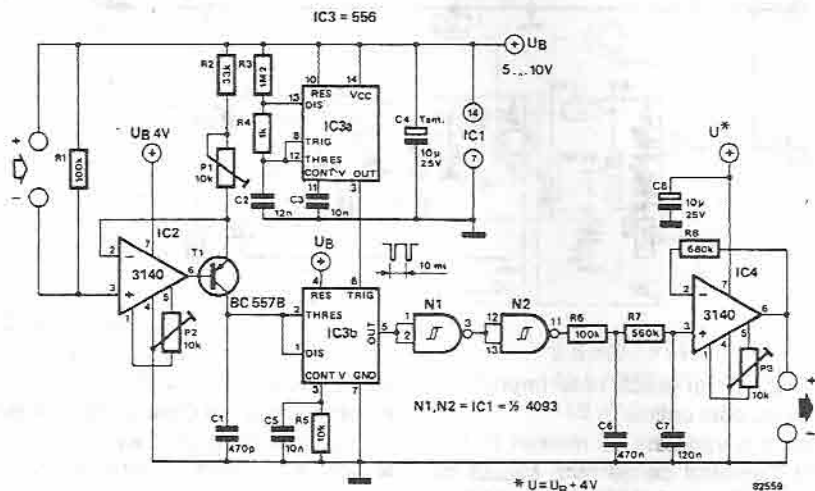 IC3 = 556
UB
5...10V
R2
33k
R3
1M2
10
14
RES
VCC
13
DIS
IC3a
R4
1k
8
TRIG
12
THRES
CONT V
OUT
11
3
C4
Tant.
10µ
25V
14
IC1
7
+
−
R1
100k
UB 4V
P1
10k
C2
12n
C3
10n
U*
C8
10µ
25V
R8
680k
IC2
2
7
3140
6
3
1
4
5
P2
10k
T1
BC 557B
UB
10 ms
4
8
RES
TRIG
2
THRES
IC3b
OUT
5
1
DIS
CONT V
GND
3
7
N1
1
2
3
N2
12
13
11
R6
100k
R7
560k
IC4
2
7
3140
6
3
1
4
5
P3
10k
N1, N2 = IC1 = ½ 4093
C1
470p
C5
10n
R5
10k
C6
470n
C7
120n
+
−
* U = UB + 4V
82559